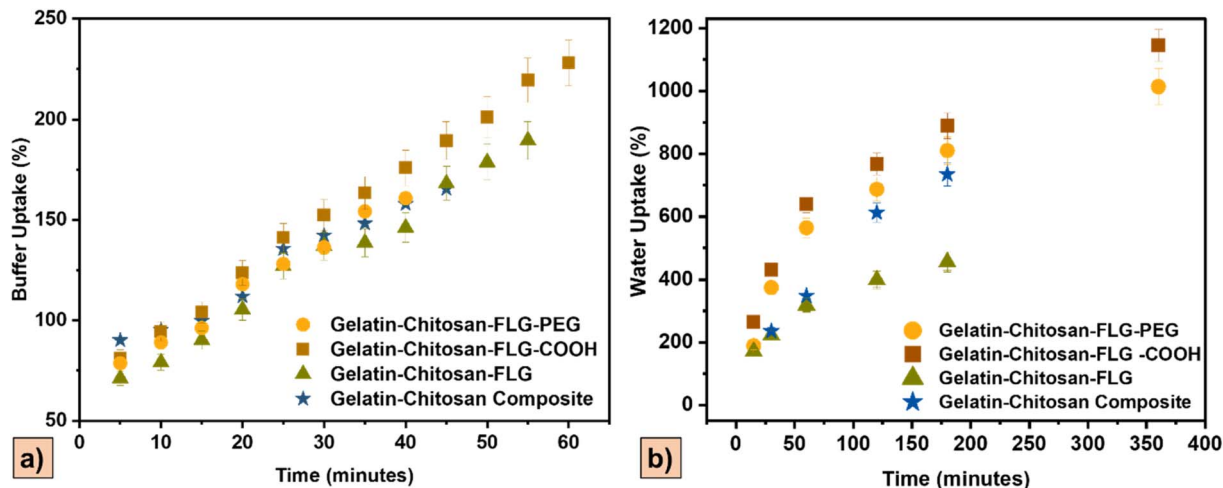 250
200
150
100
50
Buffer Uptake (%)
0 10 20 30 40 50 60
Time (minutes)
Gelatin-Chitosan-FLG-PEG
Gelatin-Chitosan-FLG-COOH
Gelatin-Chitosan-FLG
Gelatin-Chitosan Composite
a)
1200
1000
800
600
400
200
0
Water Uptake (%)
0 50 100 150 200 250 300 350 400
Time (minutes)
Gelatin-Chitosan-FLG-PEG
Gelatin-Chitosan-FLG -COOH
Gelatin-Chitosan-FLG
Gelatin-Chitosan Composite
b)